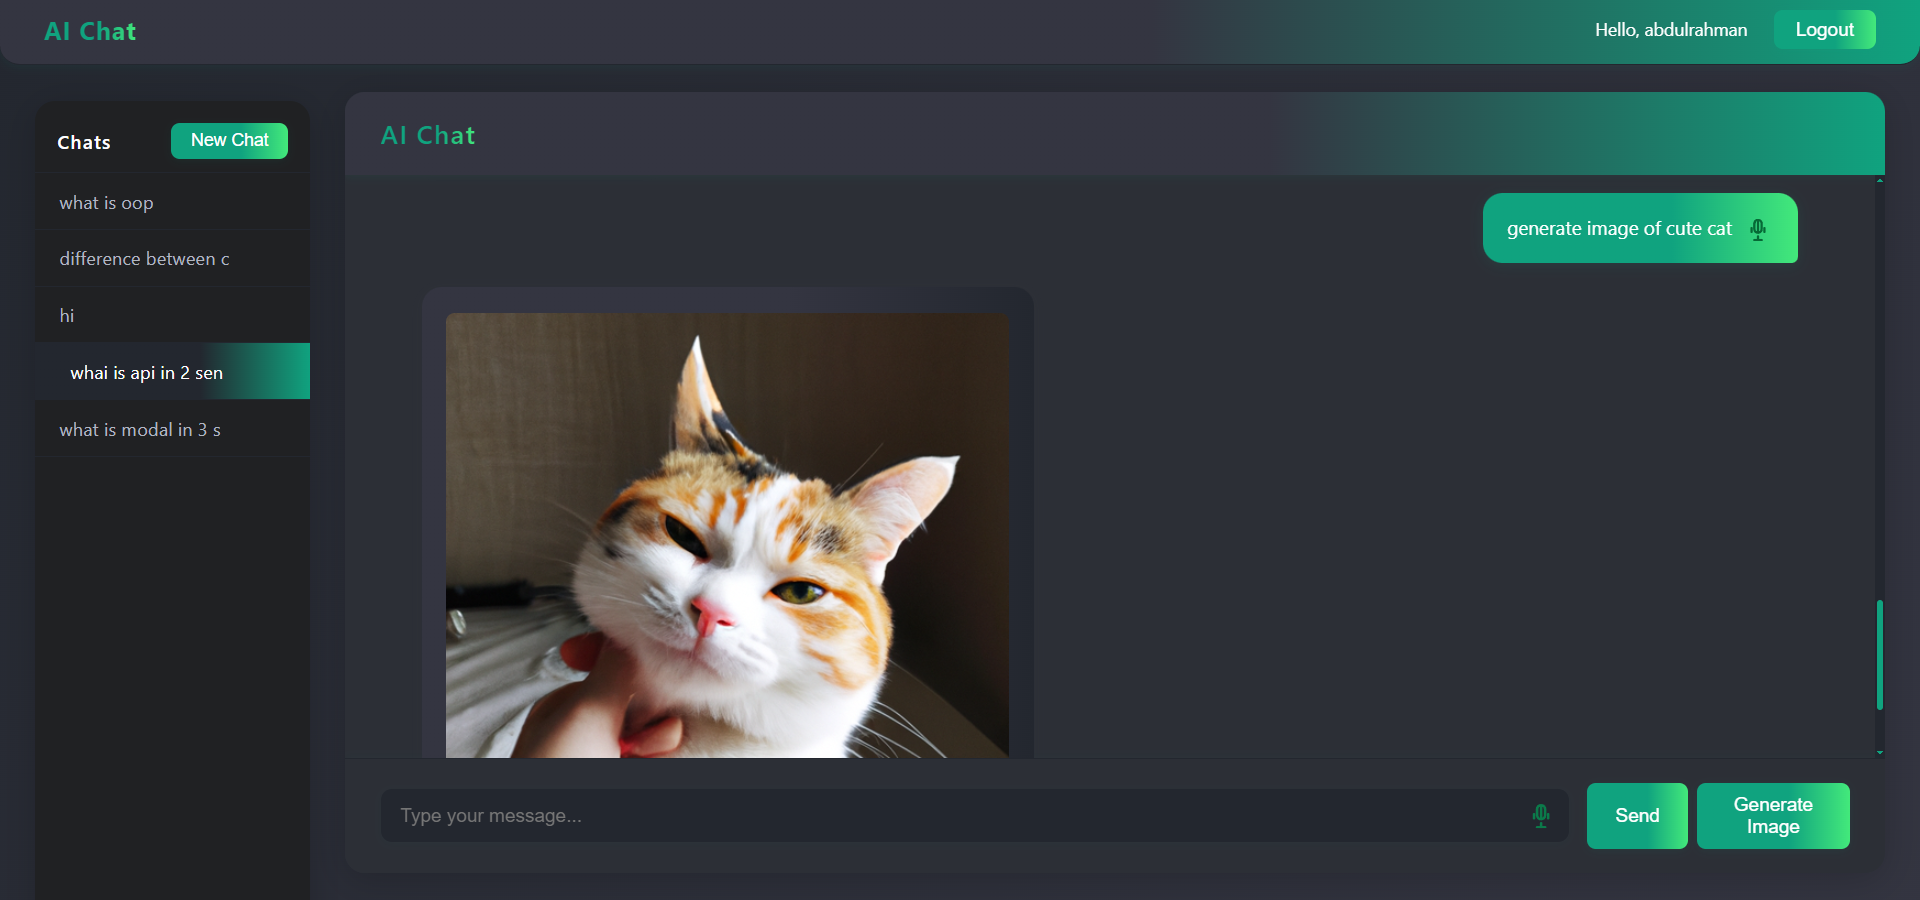 AI Chat
Hello, abdulrahman
Logout
Chats
New Chat
what is oop
difference between c
hi
whai is api in 2 sen
what is modal in 3 s
AI Chat
generate image of cute cat
Type your message...
Send
Generate
Image